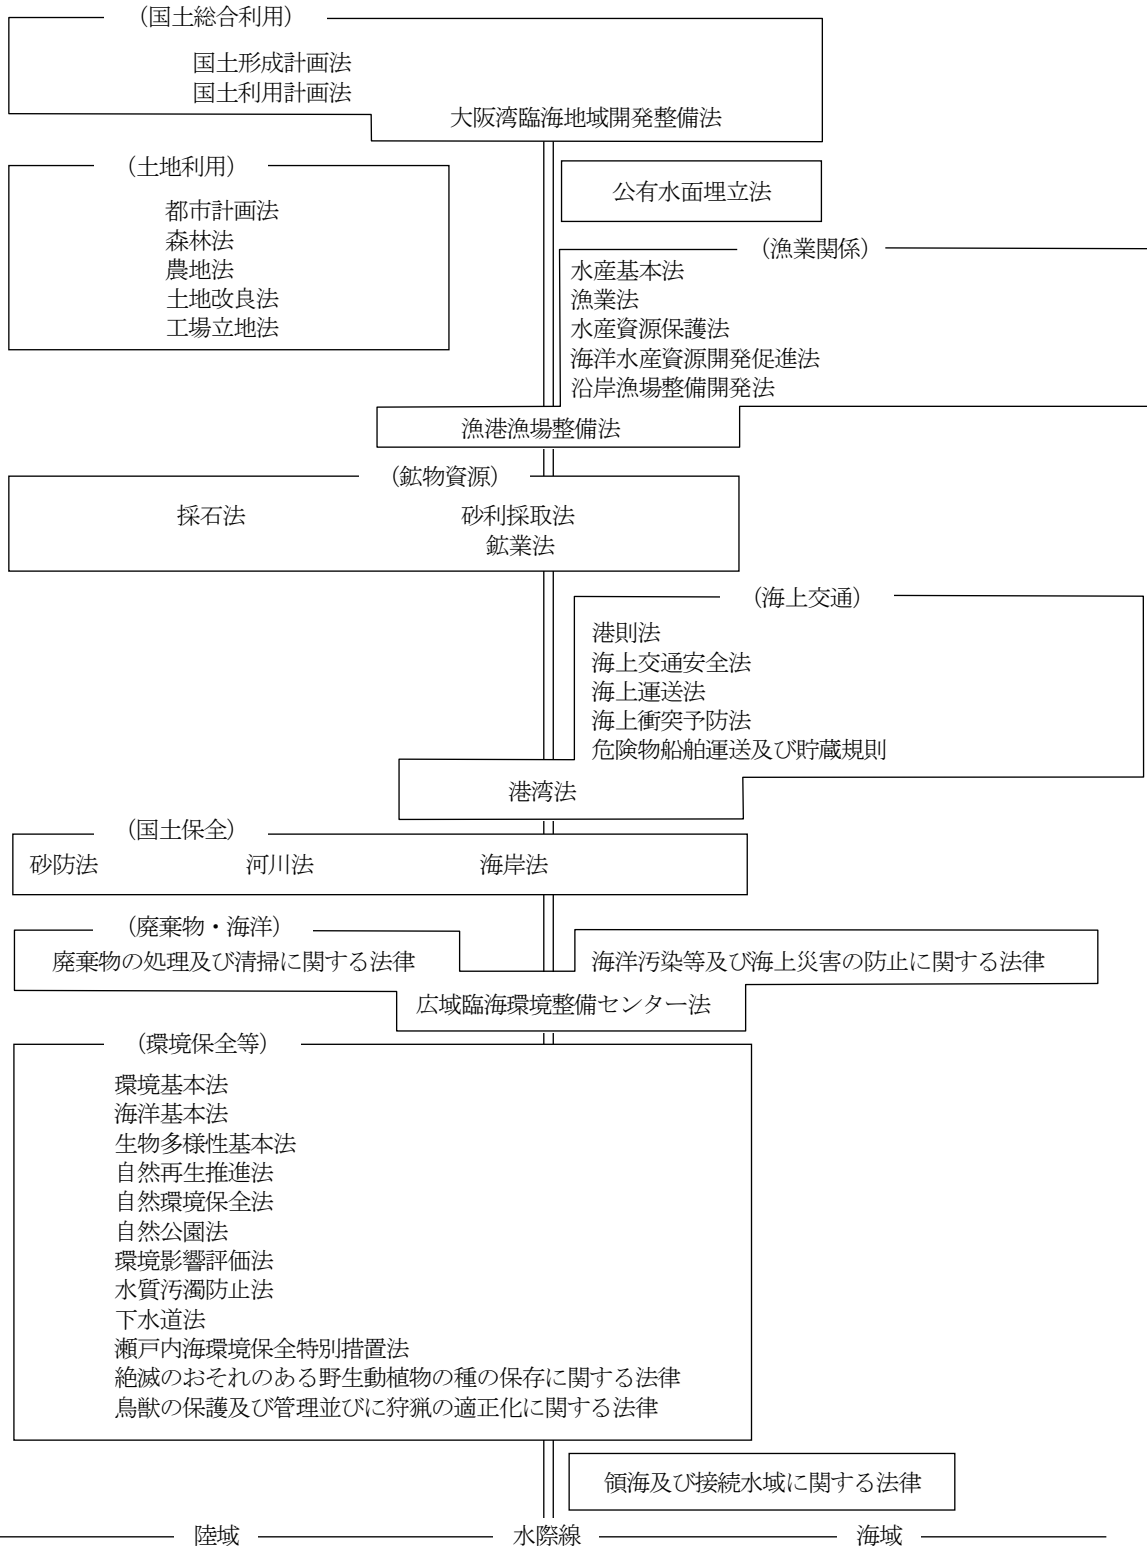 (国土総合利用)
国土形成計画法
国土利用計画法
大阪湾臨海地域開発整備法
(土地利用)
公有水面埋立法
都市計画法
森林法
農地法
土地改良法
工場立地法
(漁業関係)
水産基本法
漁業法
水産資源保護法
海洋水産資源開発促進法
沿岸漁場整備開発法
漁港漁場整備法
(鉱物資源)
採石法 砂利採取法
鉱業法
(海上交通)
港則法
海上交通安全法
海上運送法
海上衝突予防法
危険物船舶運送及び貯蔵規則
港湾法
(国土保全)
砂防法 河川法 海岸法
(廃棄物・海洋)
廃棄物の処理及び清掃に関する法律 海洋汚染等及び海上災害の防止に関する法律
広域臨海環境整備センター法
(環境保全等)
環境基本法
海洋基本法
生物多様性基本法
自然再生推進法
自然環境保全法
自然公園法
環境影響評価法
水質汚濁防止法
下水道法
瀬戸内海環境保全特別措置法
絶滅のおそれのある野生動植物の種の保存に関する法律
鳥獣の保護及び管理並びに狩猟の適正化に関する法律
領海及び接続水域に関する法律
陸域 水際線 海域